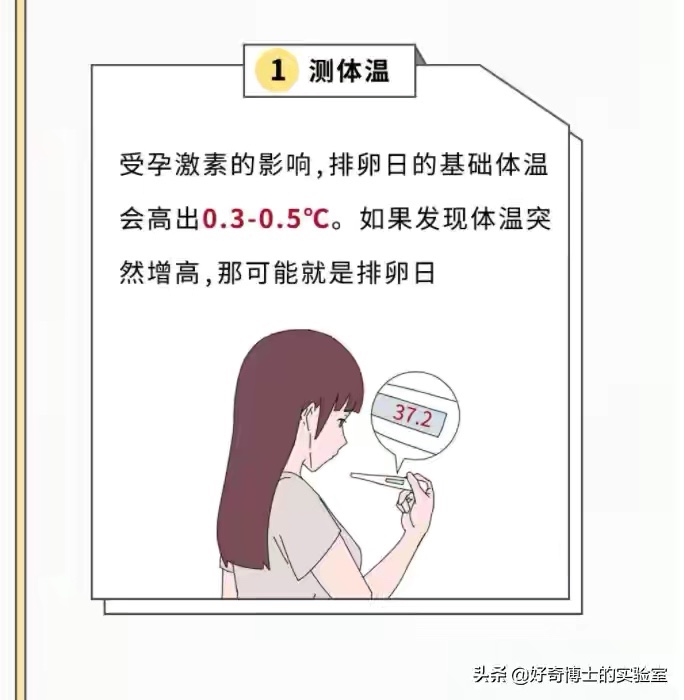 1 测体温
受孕激素的影响,排卵日的基础体温
会高出0.3-0.5℃。如果发现体温突
然增高,那可能就是排卵日
37.2
头条 @好奇博士的实验室